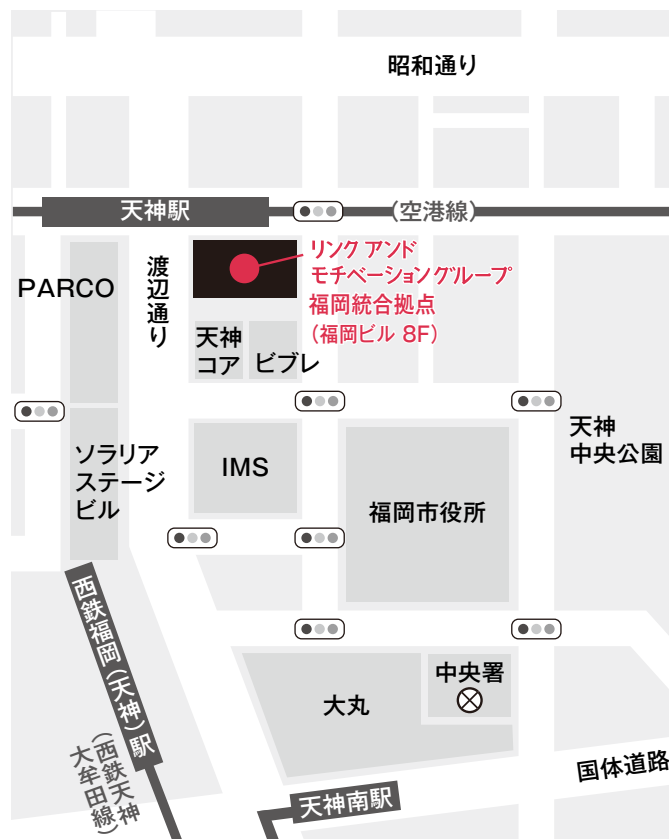 昭和通り
天神駅
(空港線)
リンク アンド
モチベーショングループ
福岡統合拠点
(福岡ビル 8F)
PARCO
渡辺通り
天神
コア
ビブレ
天神
中央公園
ソラリア
ステージ
ビル
IMS
福岡市役所
西鉄福岡(天神)駅
(西鉄天神
大牟田線)
大丸
中央署
国体道路
天神南駅